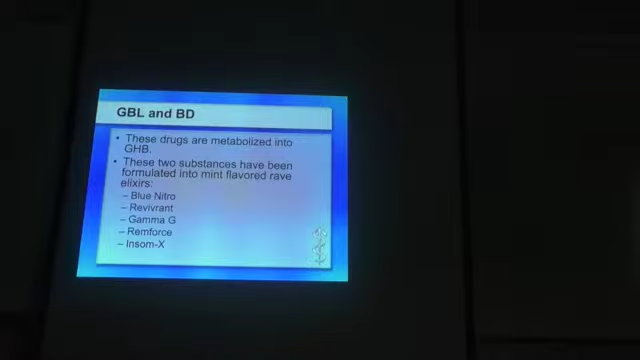 GBL and BD
• These drugs are metabolized into
GHB.
• These two substances have been
formulated into mint flavored rave
elixirs:
– Blue Nitro
– Revivrant
– Gamma G
– Remforce
– Insom-X